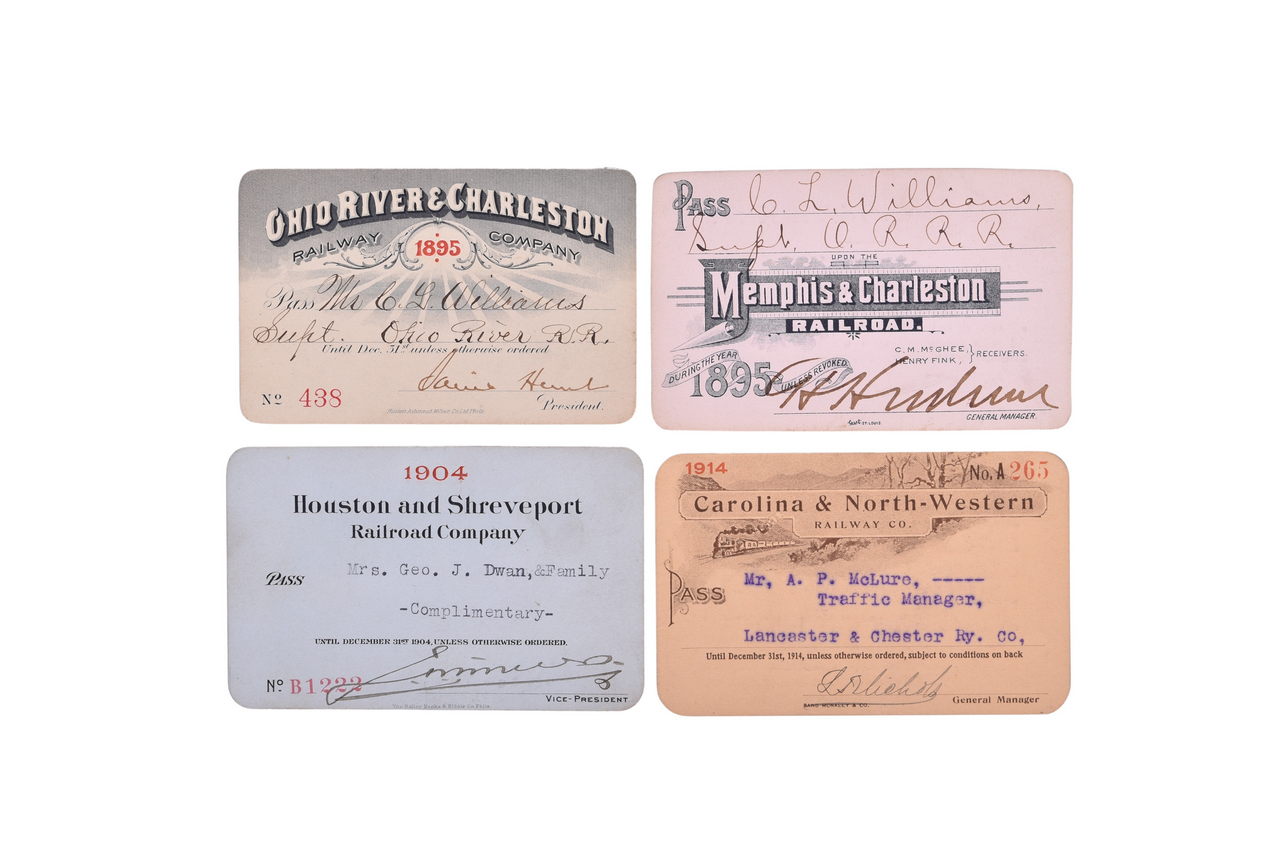 OHIO RIVER & CHARLESTON
RAILWAY 1895 COMPANY
Pass Mr C. L. Williams
Supt. Ohio River R.R.
Until Dec. 31st unless otherwise ordered
No 438
President.
PASS C. L. Williams,
Supt. O. R. R. R.
UPON THE
Memphis & Charleston
RAILROAD.
C. M. McGHEE, HENRY FINK, } RECEIVERS.
DURING THE YEAR 1895 UNLESS REVOKED.
GENERAL MANAGER.
ST. LOUIS
1904
Houston and Shreveport
Railroad Company
PASS Mrs. Geo. J. Dwan,&Family
-Complimentary-
UNTIL DECEMBER 31ST 1904, UNLESS OTHERWISE ORDERED.
No B1222
VICE-PRESIDENT
1914 No. A 265
Carolina & North-Western
RAILWAY CO.
PASS Mr, A. P. McLure, -----
Traffic Manager,
Lancaster & Chester Ry. Co,
Until December 31st, 1914, unless otherwise ordered, subject to conditions on back
General Manager
RAND MCNALLY & CO.